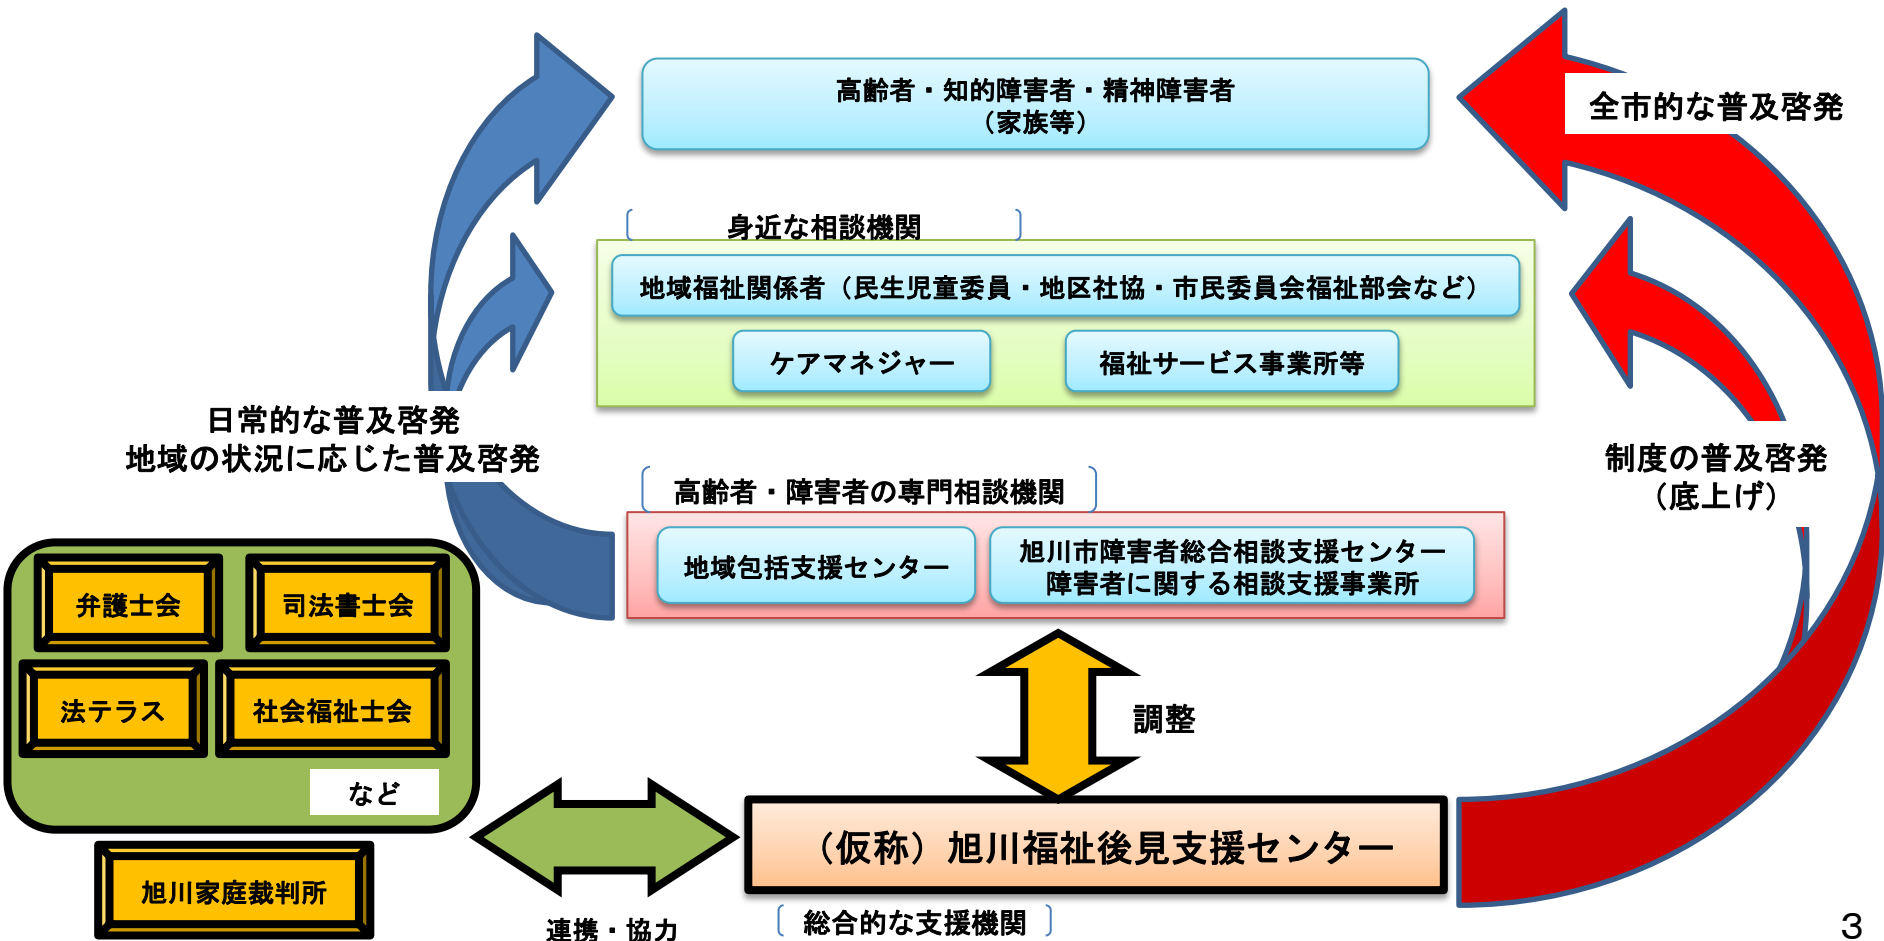 高齢者・知的障害者・精神障害者
（家族等）
全市的な普及啓発
身近な相談機関
地域福祉関係者（民生児童委員・地区社協・市民委員会福祉部会など）
ケアマネジャー
福祉サービス事業所等
日常的な普及啓発
地域の状況に応じた普及啓発
制度の普及啓発
（底上げ）
高齢者・障害者の専門相談機関
地域包括支援センター
旭川市障害者総合相談支援センター
障害者に関する相談支援事業所
弁護士会
司法書士会
法テラス
社会福祉士会
など
調整
（仮称）旭川福祉後見支援センター
旭川家庭裁判所
連携・協力
総合的な支援機関
3